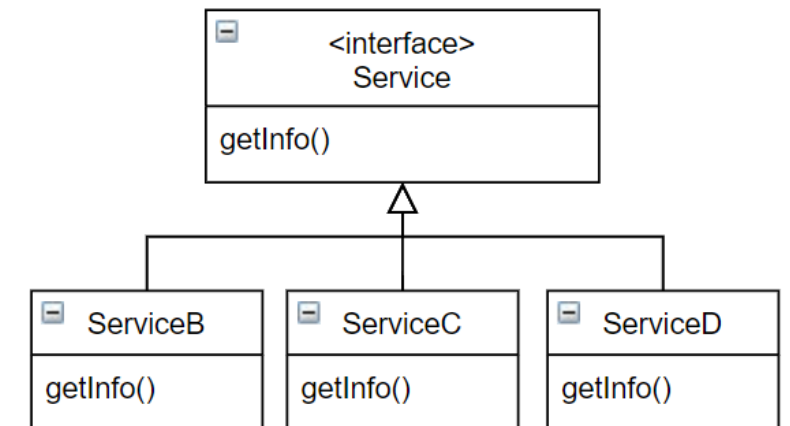 <interface>
Service
getInfo()
ServiceB
ServiceC
ServiceD
getInfo()
getInfo()
getInfo()